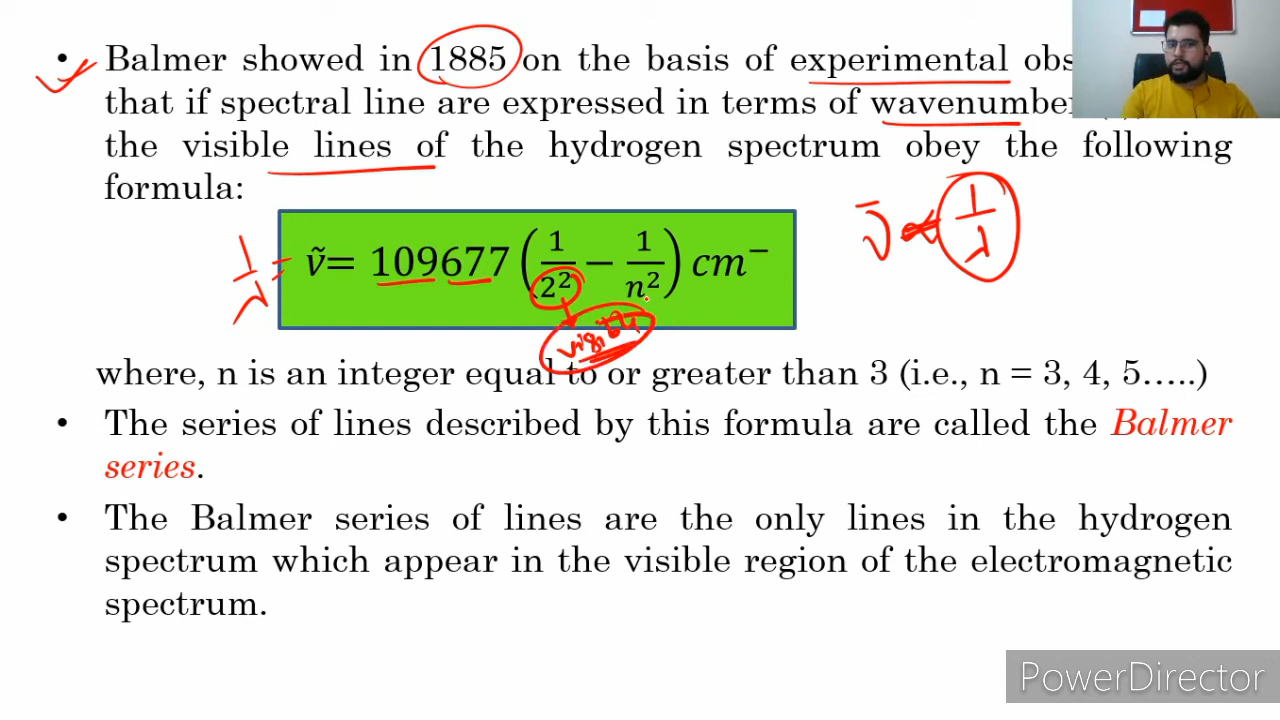 • Balmer showed in 1885 on the basis of experimental obs
that if spectral line are expressed in terms of wavenumber
the visible lines of the hydrogen spectrum obey the following
formula:
ν̄ ∝ 1/λ
1/λ = ṽ= 109677 (1/2² − 1/n²) cm⁻
where, n is an integer equal to or greater than 3 (i.e., n = 3, 4, 5.....)
• The series of lines described by this formula are called the Balmer
series.
• The Balmer series of lines are the only lines in the hydrogen
spectrum which appear in the visible region of the electromagnetic
spectrum.
PowerDirector